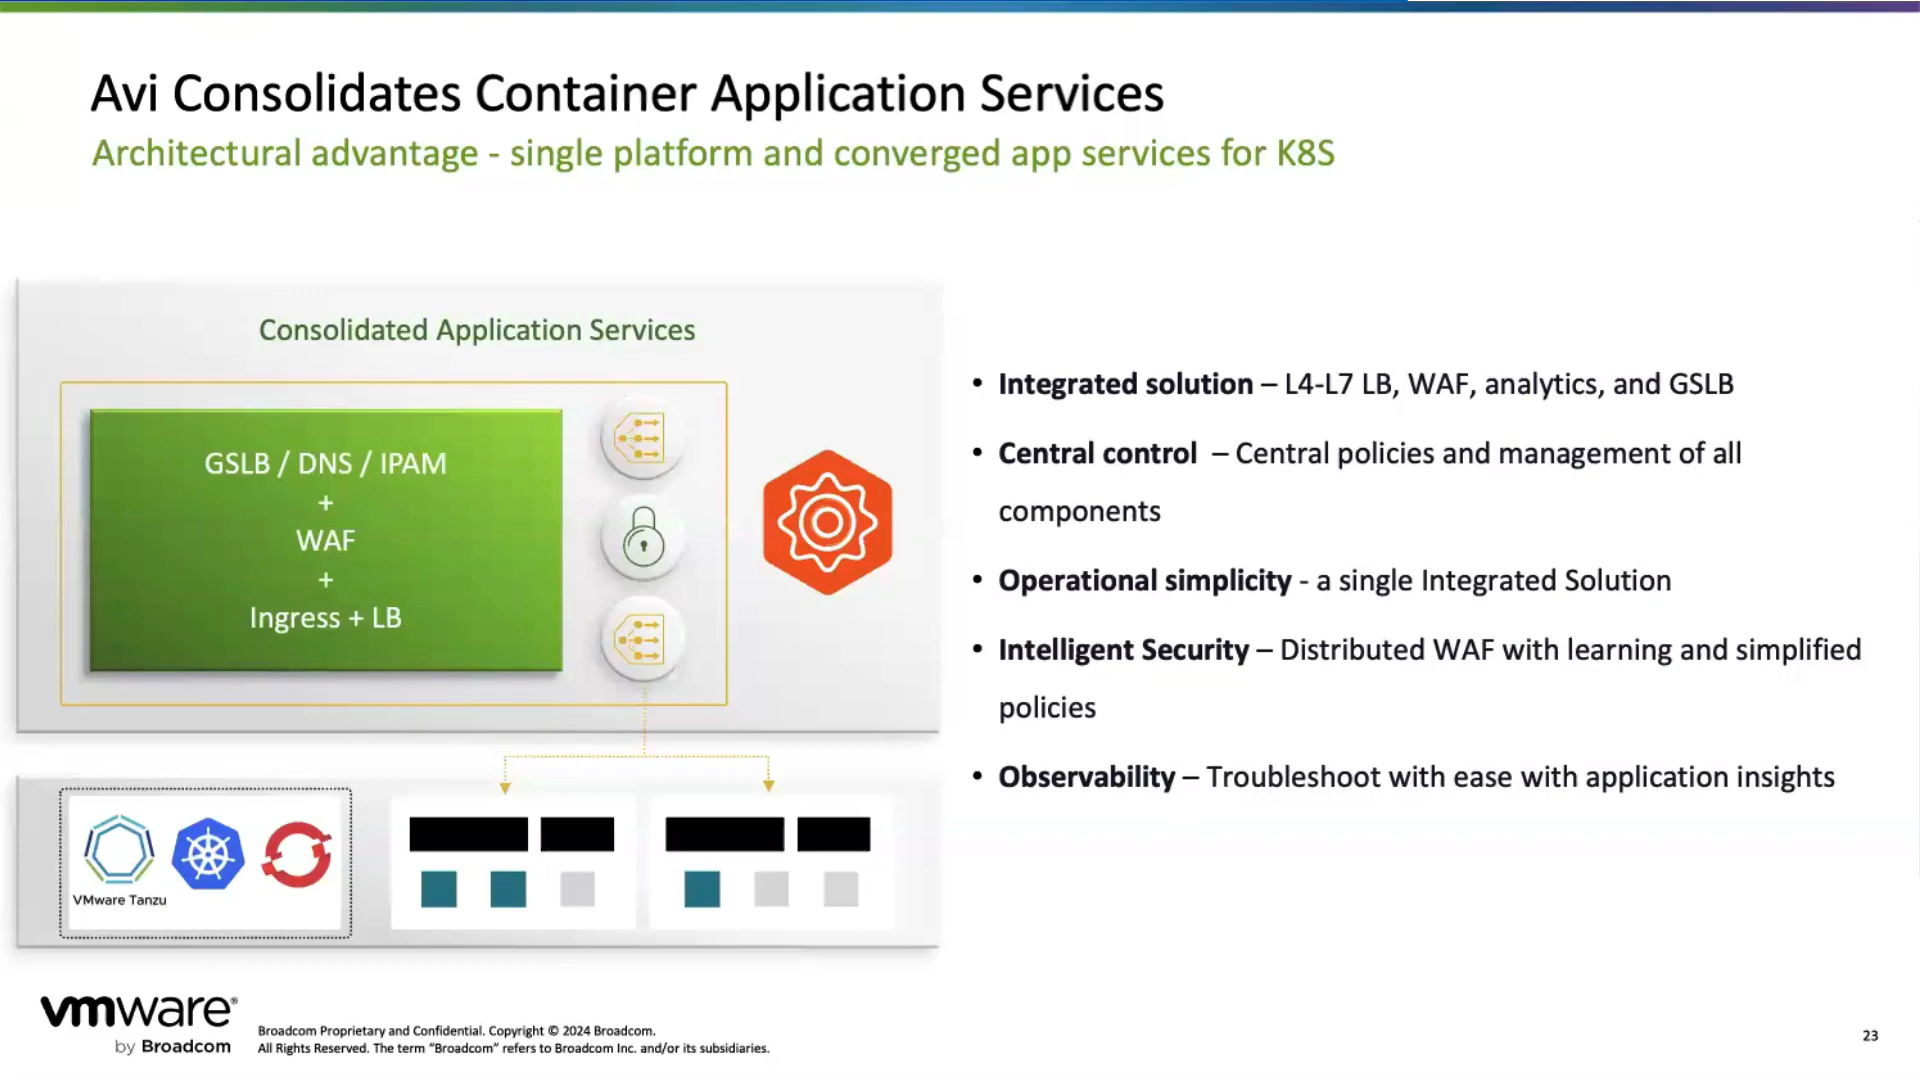 Avi Consolidates Container Application Services
Architectural advantage - single platform and converged app services for K8S
Consolidated Application Services
GSLB / DNS / IPAM
+
WAF
+
Ingress + LB
VMware Tanzu
• Integrated solution – L4-L7 LB, WAF, analytics, and GSLB
• Central control – Central policies and management of all
components
• Operational simplicity - a single Integrated Solution
• Intelligent Security – Distributed WAF with learning and simplified
policies
• Observability – Troubleshoot with ease with application insights
vmware®
by Broadcom
Broadcom Proprietary and Confidential. Copyright © 2024 Broadcom.
All Rights Reserved. The term “Broadcom” refers to Broadcom Inc. and/or its subsidiaries.
23